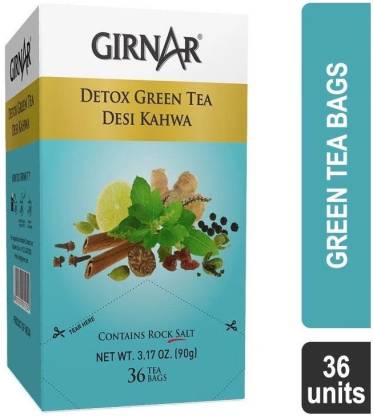 GIRNAR
DETOX GREEN TEA
DESI KAHWA
TEAR HERE
CONTAINS ROCK SALT
NET WT. 3.17 OZ. (90g)
36 TEA BAGS
GREEN TEA BAGS
36
units